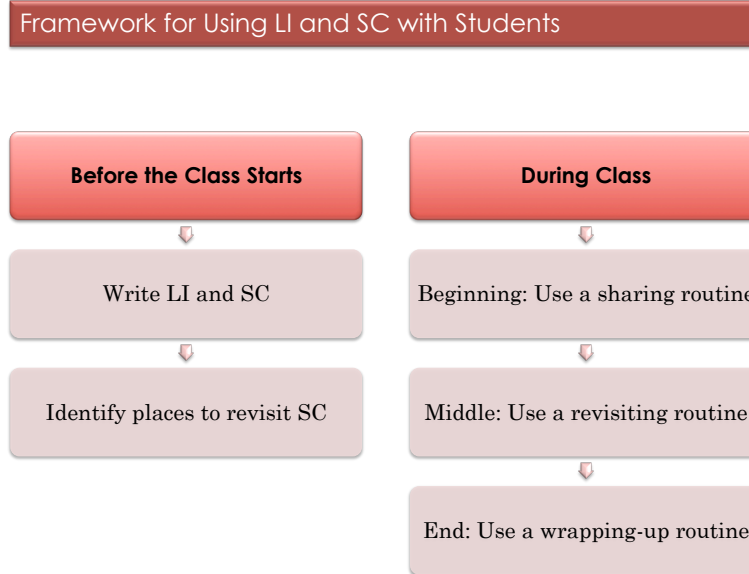 Framework for Using LI and SC with Students
Before the Class Starts
Write LI and SC
Identify places to revisit SC
During Class
Beginning: Use a sharing routine
Middle: Use a revisiting routine
End: Use a wrapping-up routine